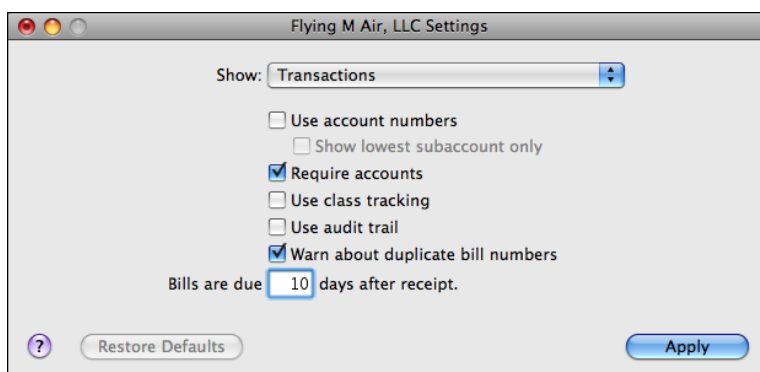 Flying M Air, LLC Settings
Show: Transactions
Use account numbers
Show lowest subaccount only
Require accounts
Use class tracking
Use audit trail
Warn about duplicate bill numbers
Bills are due 10 days after receipt.
? Restore Defaults Apply